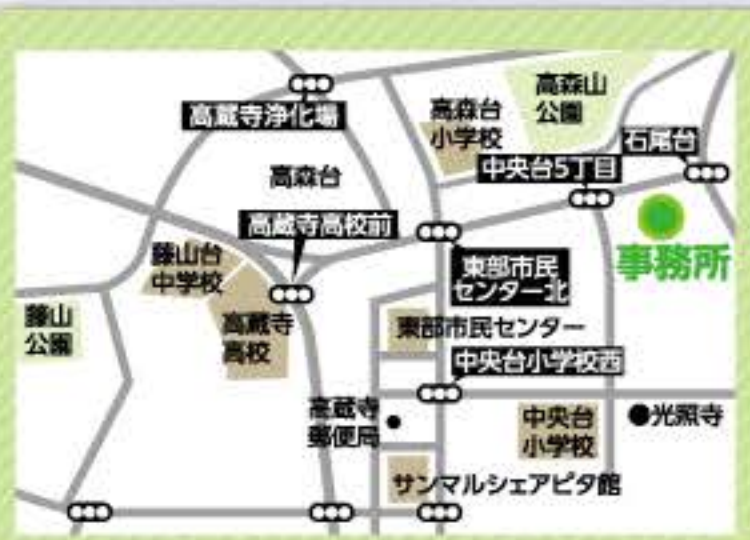 高森山
公園
高蔵寺浄化場
高森台
小学校
石尾台
中央台5丁目
高森台
高蔵寺高校前
藤山台
中学校
東部市民
センター北
事務所
藤山
公園
高蔵寺
高校
東部市民センター
中央台小学校西
高蔵寺
郵便局
中央台
小学校
●光照寺
サンマルシェアピタ館